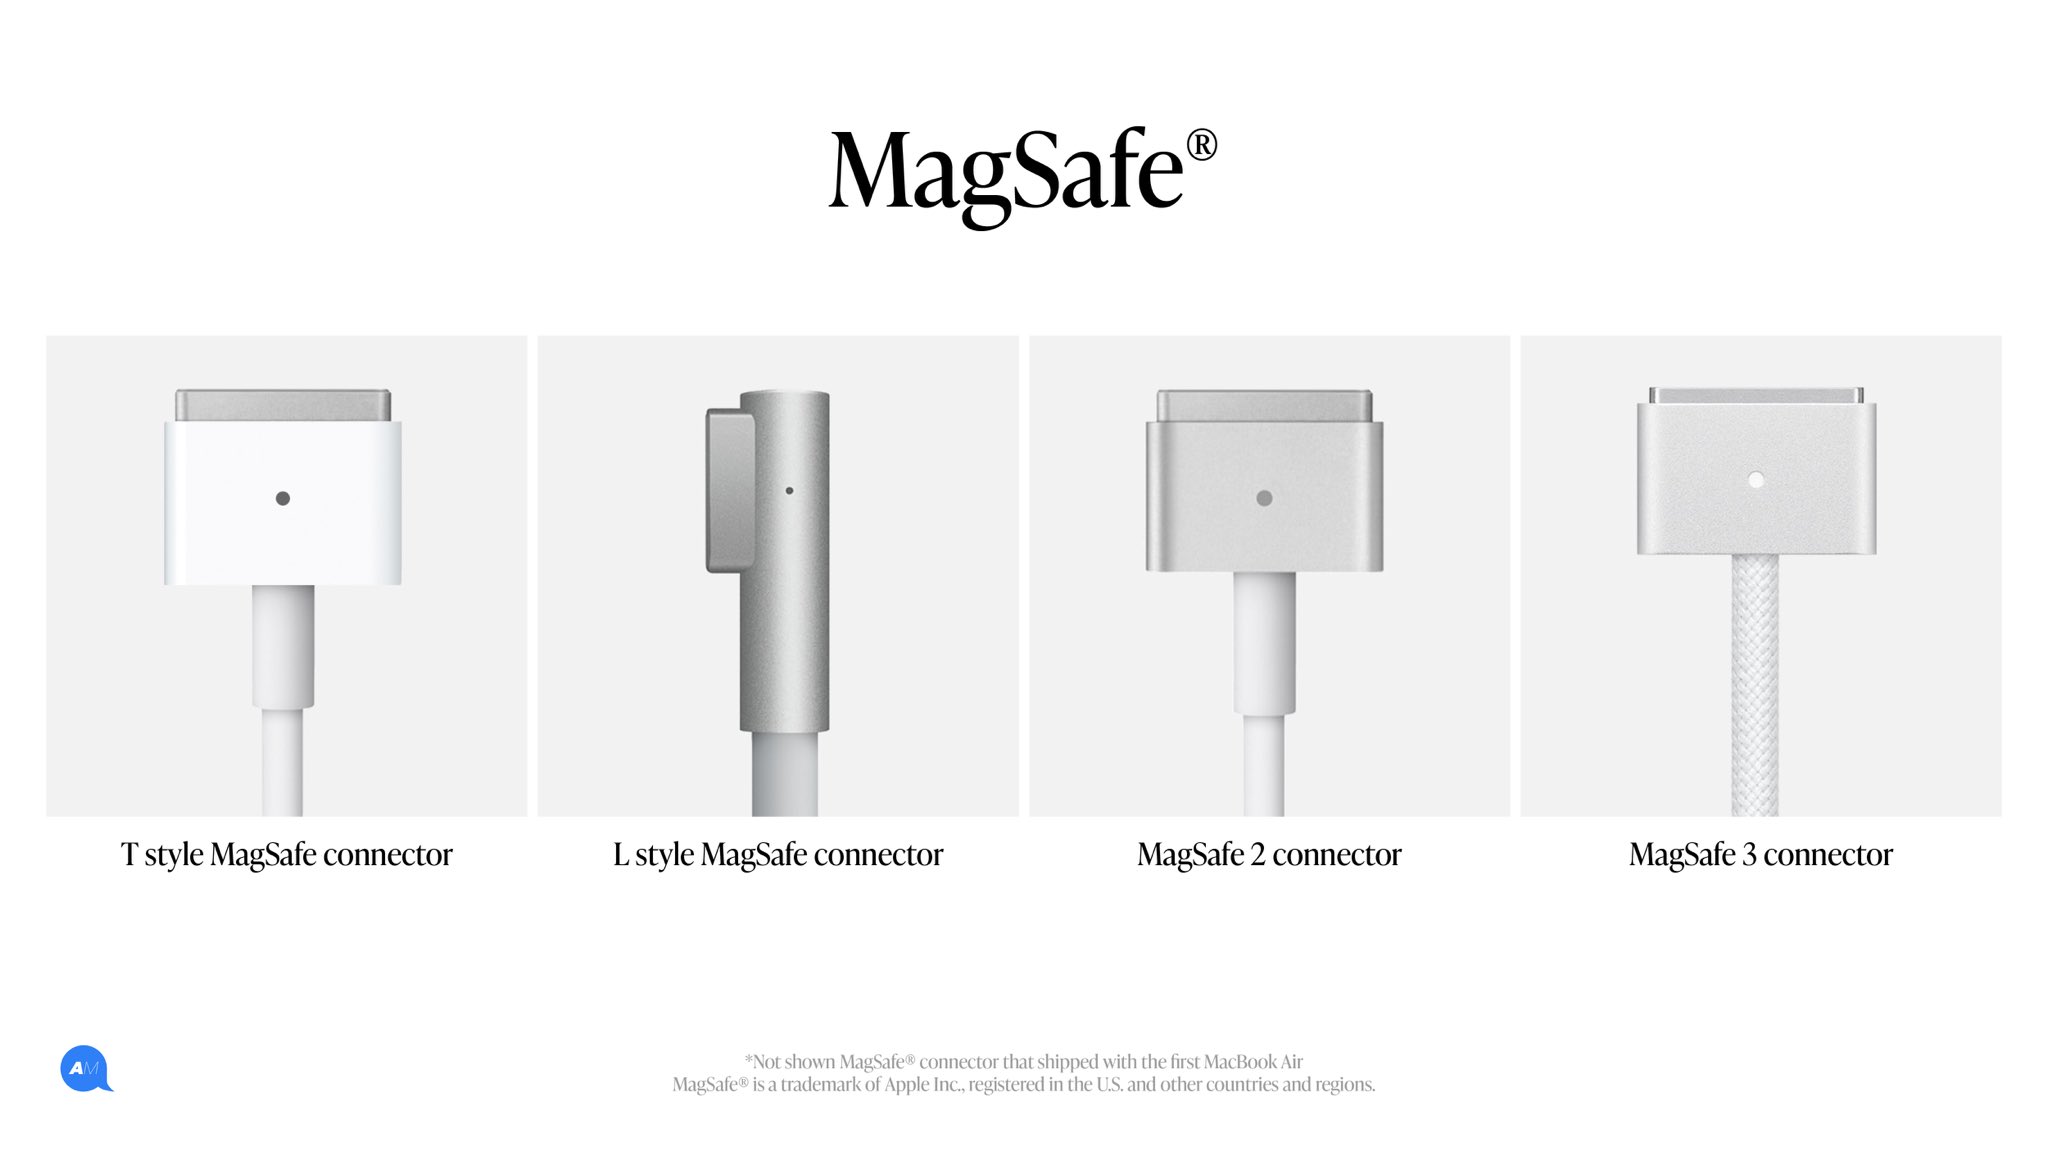 MagSafe®
T style MagSafe connector
L style MagSafe connector
MagSafe 2 connector
MagSafe 3 connector
AM
*Not shown MagSafe® connector that shipped with the first MacBook Air
MagSafe® is a trademark of Apple Inc., registered in the U.S. and other countries and regions.